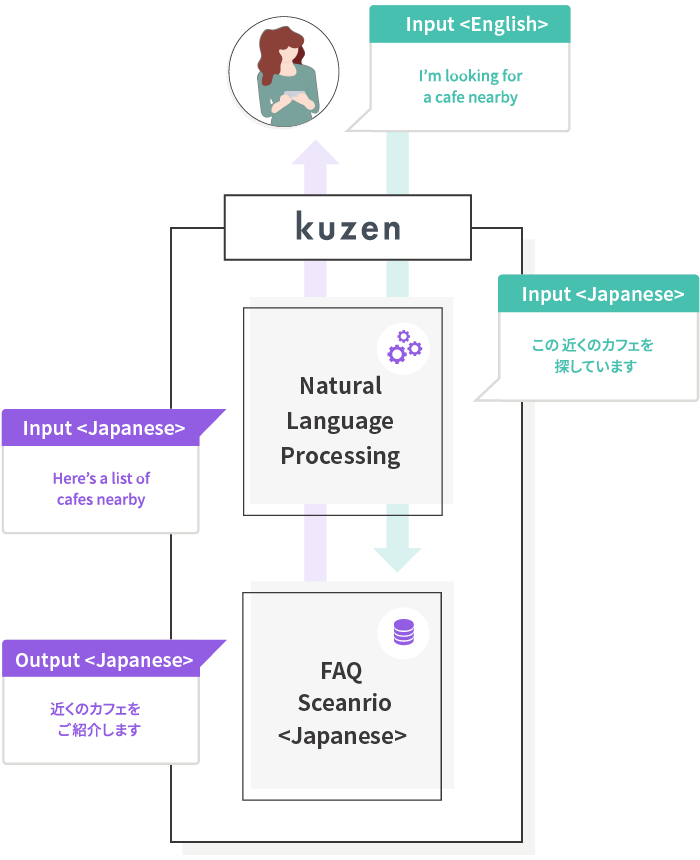 Input <English>
I'm looking for
a cafe nearby
kuzen
Input <Japanese>
この 近くのカフェを
探しています
Natural
Language
Processing
Input <Japanese>
Here's a list of
cafes nearby
FAQ
Sceanrio
<Japanese>
Output <Japanese>
近くのカフェを
ご紹介します